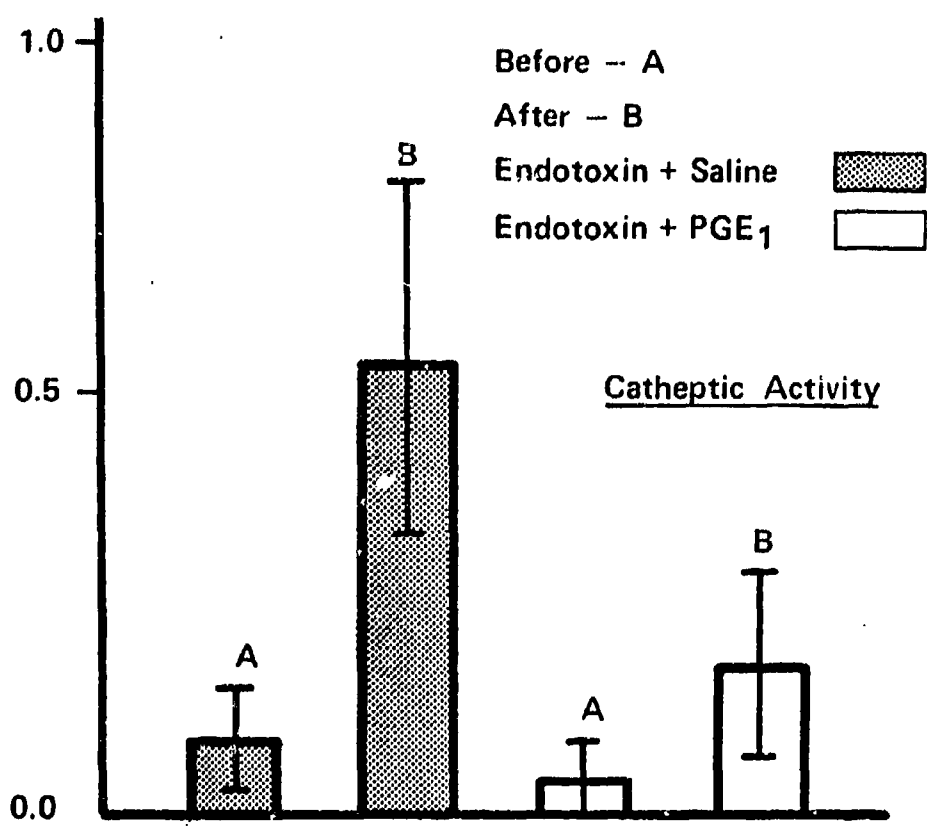 1.0
Before - A
After - B
B
Endotoxin + Saline
Endotoxin + PGE1
0.5
Catheptic Activity
B
A
A
0.0